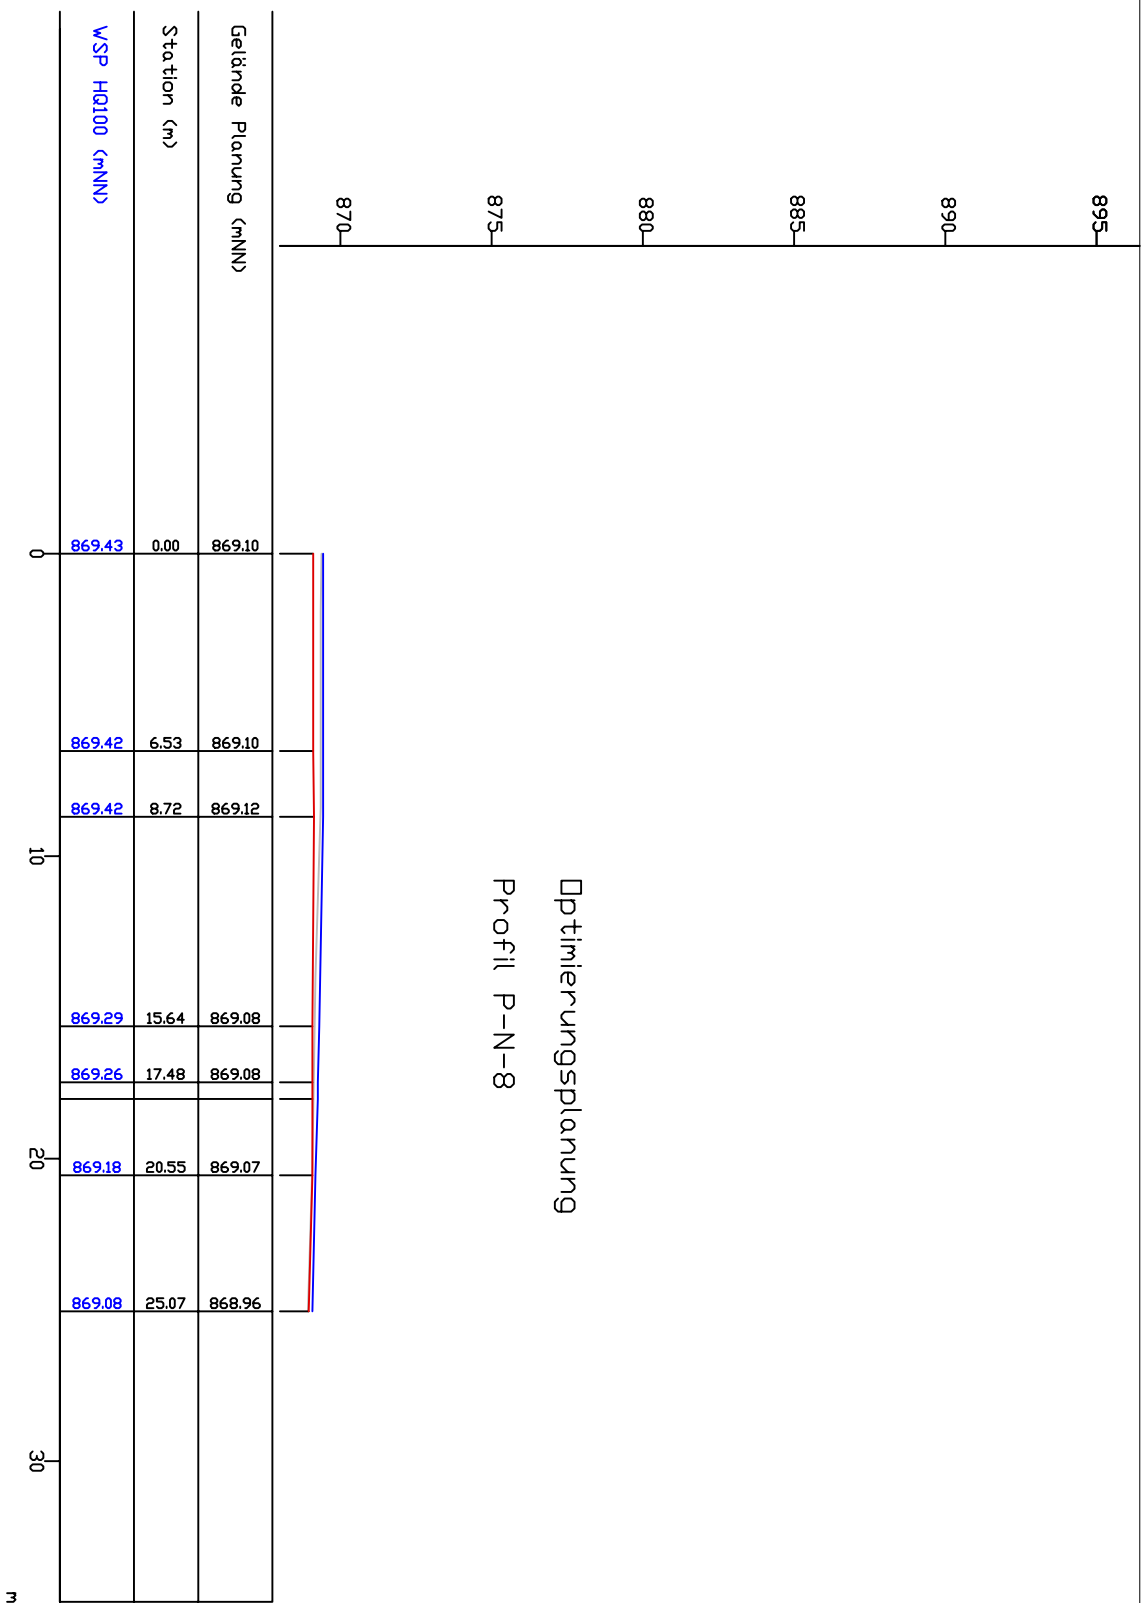 895
890
885
880
875
870
Optimierungsplanung
Profil P-N-8
Gelände Planung (mNN)
869.10 869.10 869.12 869.08 869.08 869.07 868.96
Station (m)
0.00 6.53 8.72 15.64 17.48 20.55 25.07
WSP HQ100 (mNN)
869.43 869.42 869.42 869.29 869.26 869.18 869.08
0 10 20 30
m